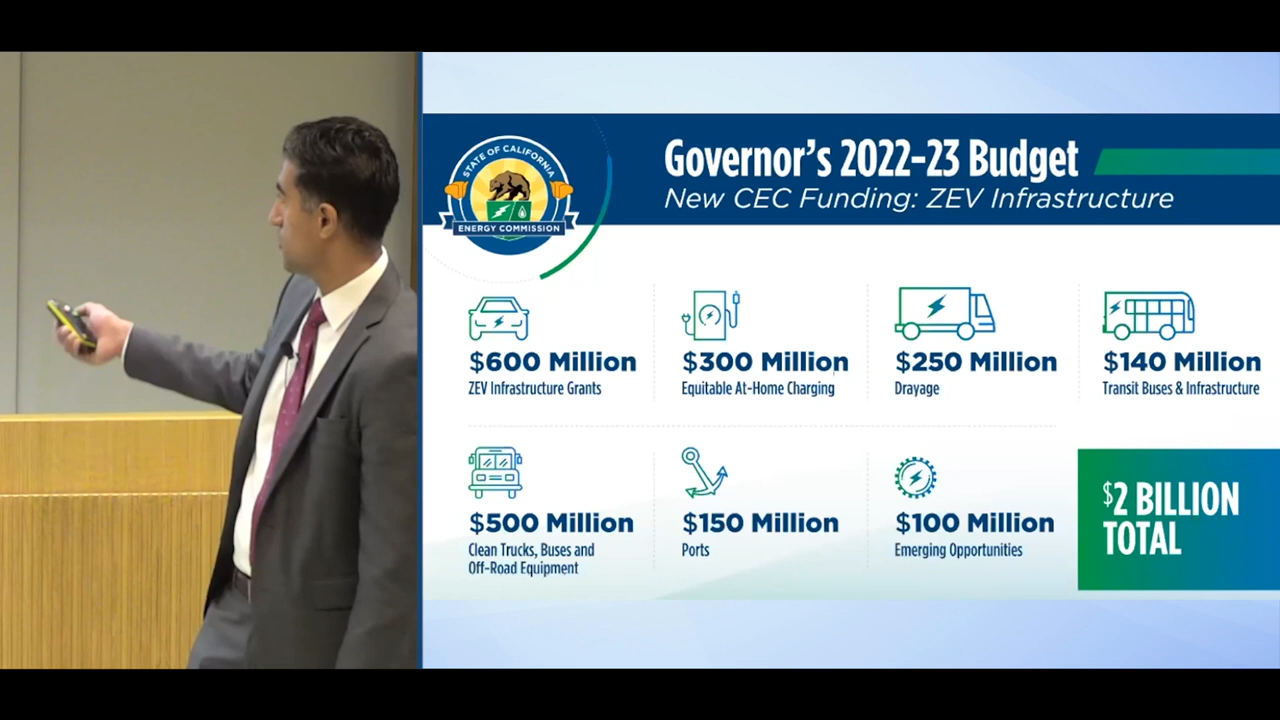 STATE OF CALIFORNIA
ENERGY COMMISSION
Governor's 2022-23 Budget
New CEC Funding: ZEV Infrastructure
$600 Million
ZEV Infrastructure Grants
$300 Million
Equitable At-Home Charging
$250 Million
Drayage
$140 Million
Transit Buses & Infrastructure
$500 Million
Clean Trucks, Buses and
Off-Road Equipment
$150 Million
Ports
$100 Million
Emerging Opportunities
$2 BILLION
TOTAL